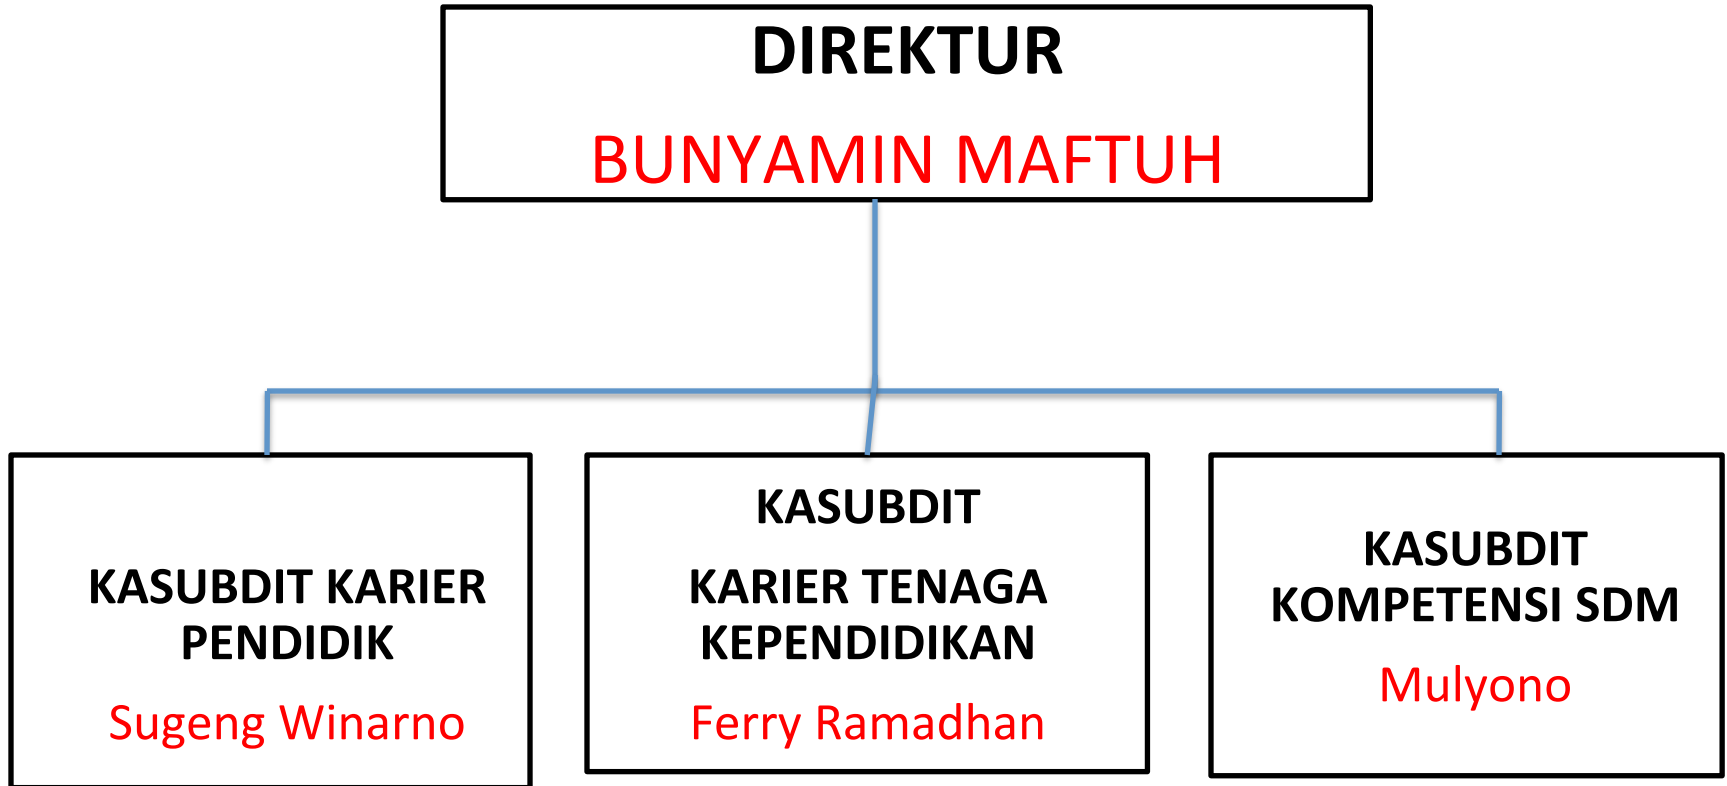 DIREKTUR
BUNYAMIN MAFTUH
KASUBDIT KARIER
PENDIDIK
Sugeng Winarno
KASUBDIT
KARIER TENAGA
KEPENDIDIKAN
Ferry Ramadhan
KASUBDIT
KOMPETENSI SDM
Mulyono